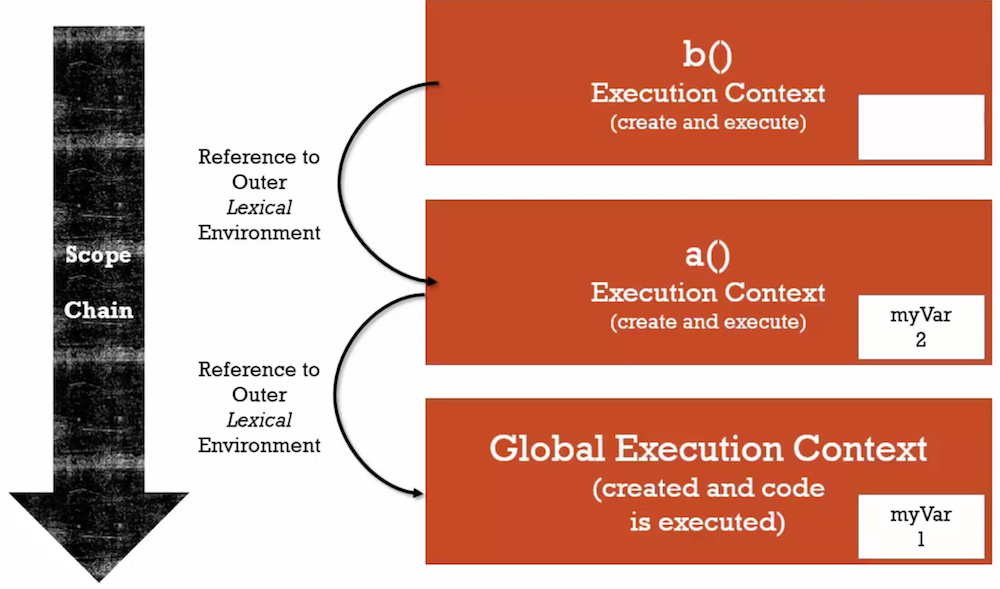 Scope
Chain
Reference to
Outer
Lexical
Environment
Reference to
Outer
Lexical
Environment
b()
Execution Context
(create and execute)
a()
Execution Context
(create and execute)
myVar
2
Global Execution Context
(created and code
is executed)
myVar
1